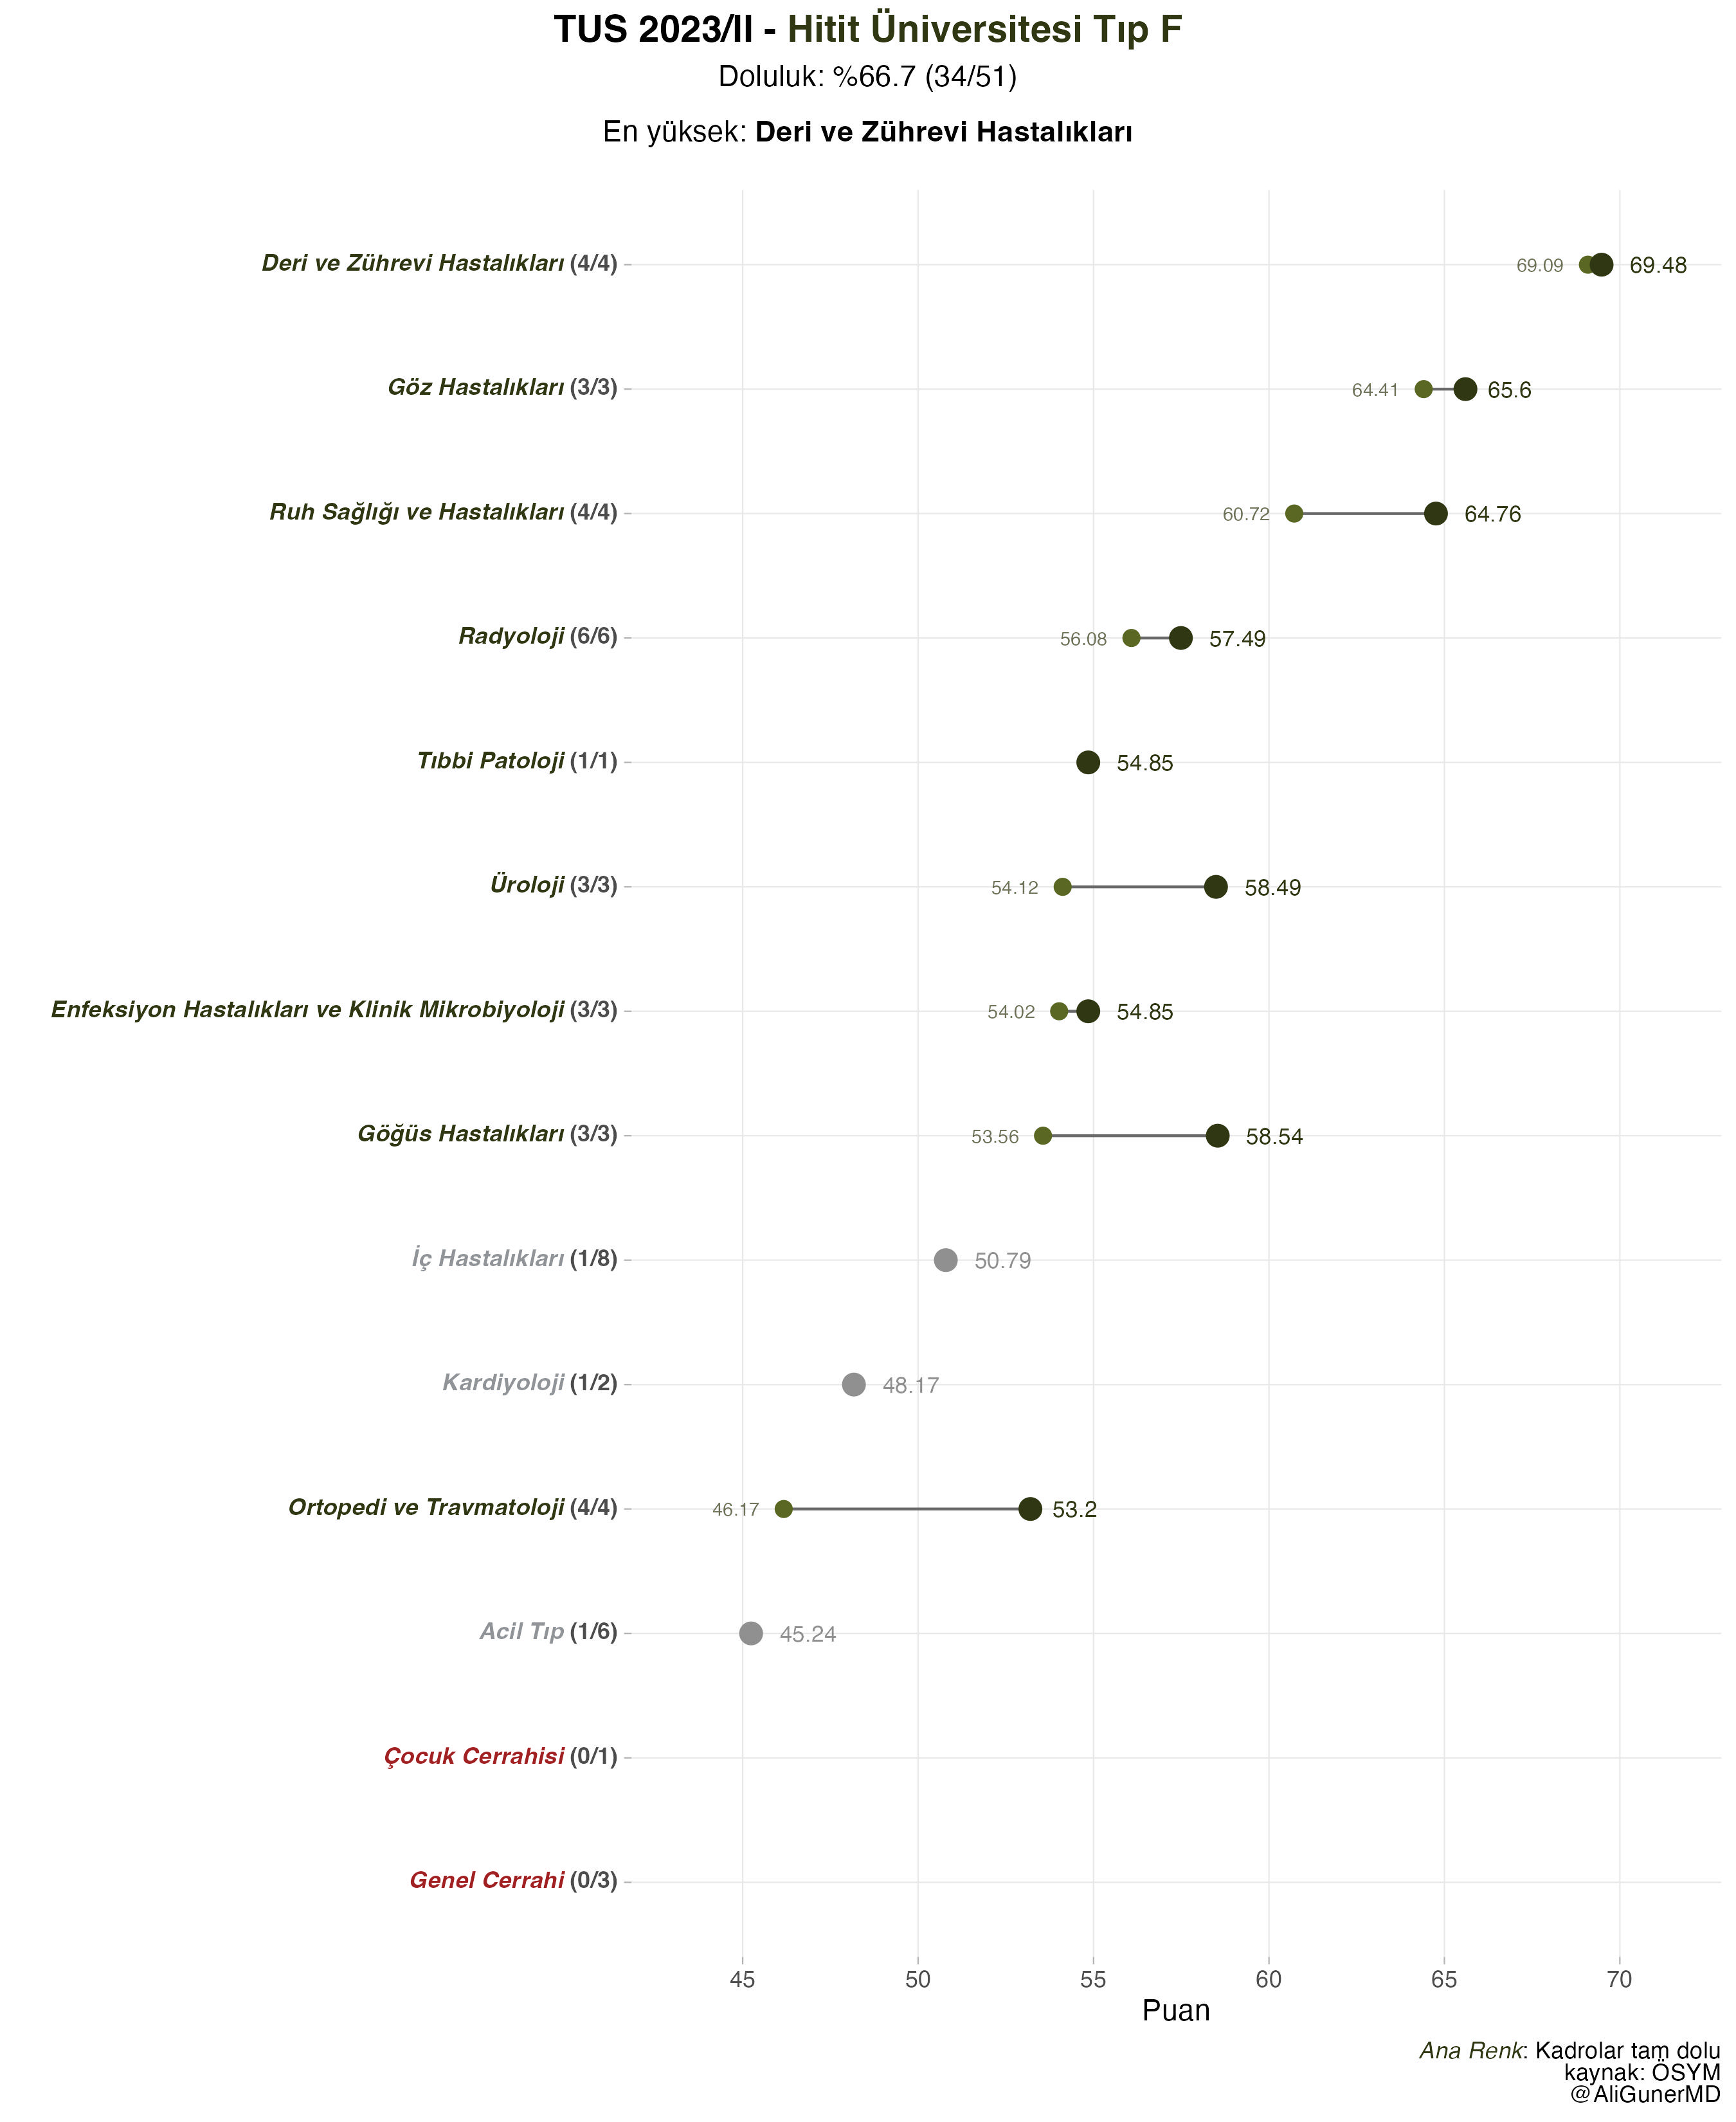 TUS 2023/II - Hitit Üniversitesi Tıp F
Doluluk: %66.7 (34/51)
En yüksek: Deri ve Zührevi Hastalıkları
Deri ve Zührevi Hastalıkları (4/4) 69.09 69.48
Göz Hastalıkları (3/3) 64.41 65.6
Ruh Sağlığı ve Hastalıkları (4/4) 60.72 64.76
Radyoloji (6/6) 56.08 57.49
Tıbbi Patoloji (1/1) 54.85
Üroloji (3/3) 54.12 58.49
Enfeksiyon Hastalıkları ve Klinik Mikrobiyoloji (3/3) 54.02 54.85
Göğüs Hastalıkları (3/3) 53.56 58.54
İç Hastalıkları (1/8) 50.79
Kardiyoloji (1/2) 48.17
Ortopedi ve Travmatoloji (4/4) 46.17 53.2
Acil Tıp (1/6) 45.24
Çocuk Cerrahisi (0/1)
Genel Cerrahi (0/3)
45 50 55 60 65 70
Puan
Ana Renk: Kadrolar tam dolu
kaynak: ÖSYM
@AliGunerMD